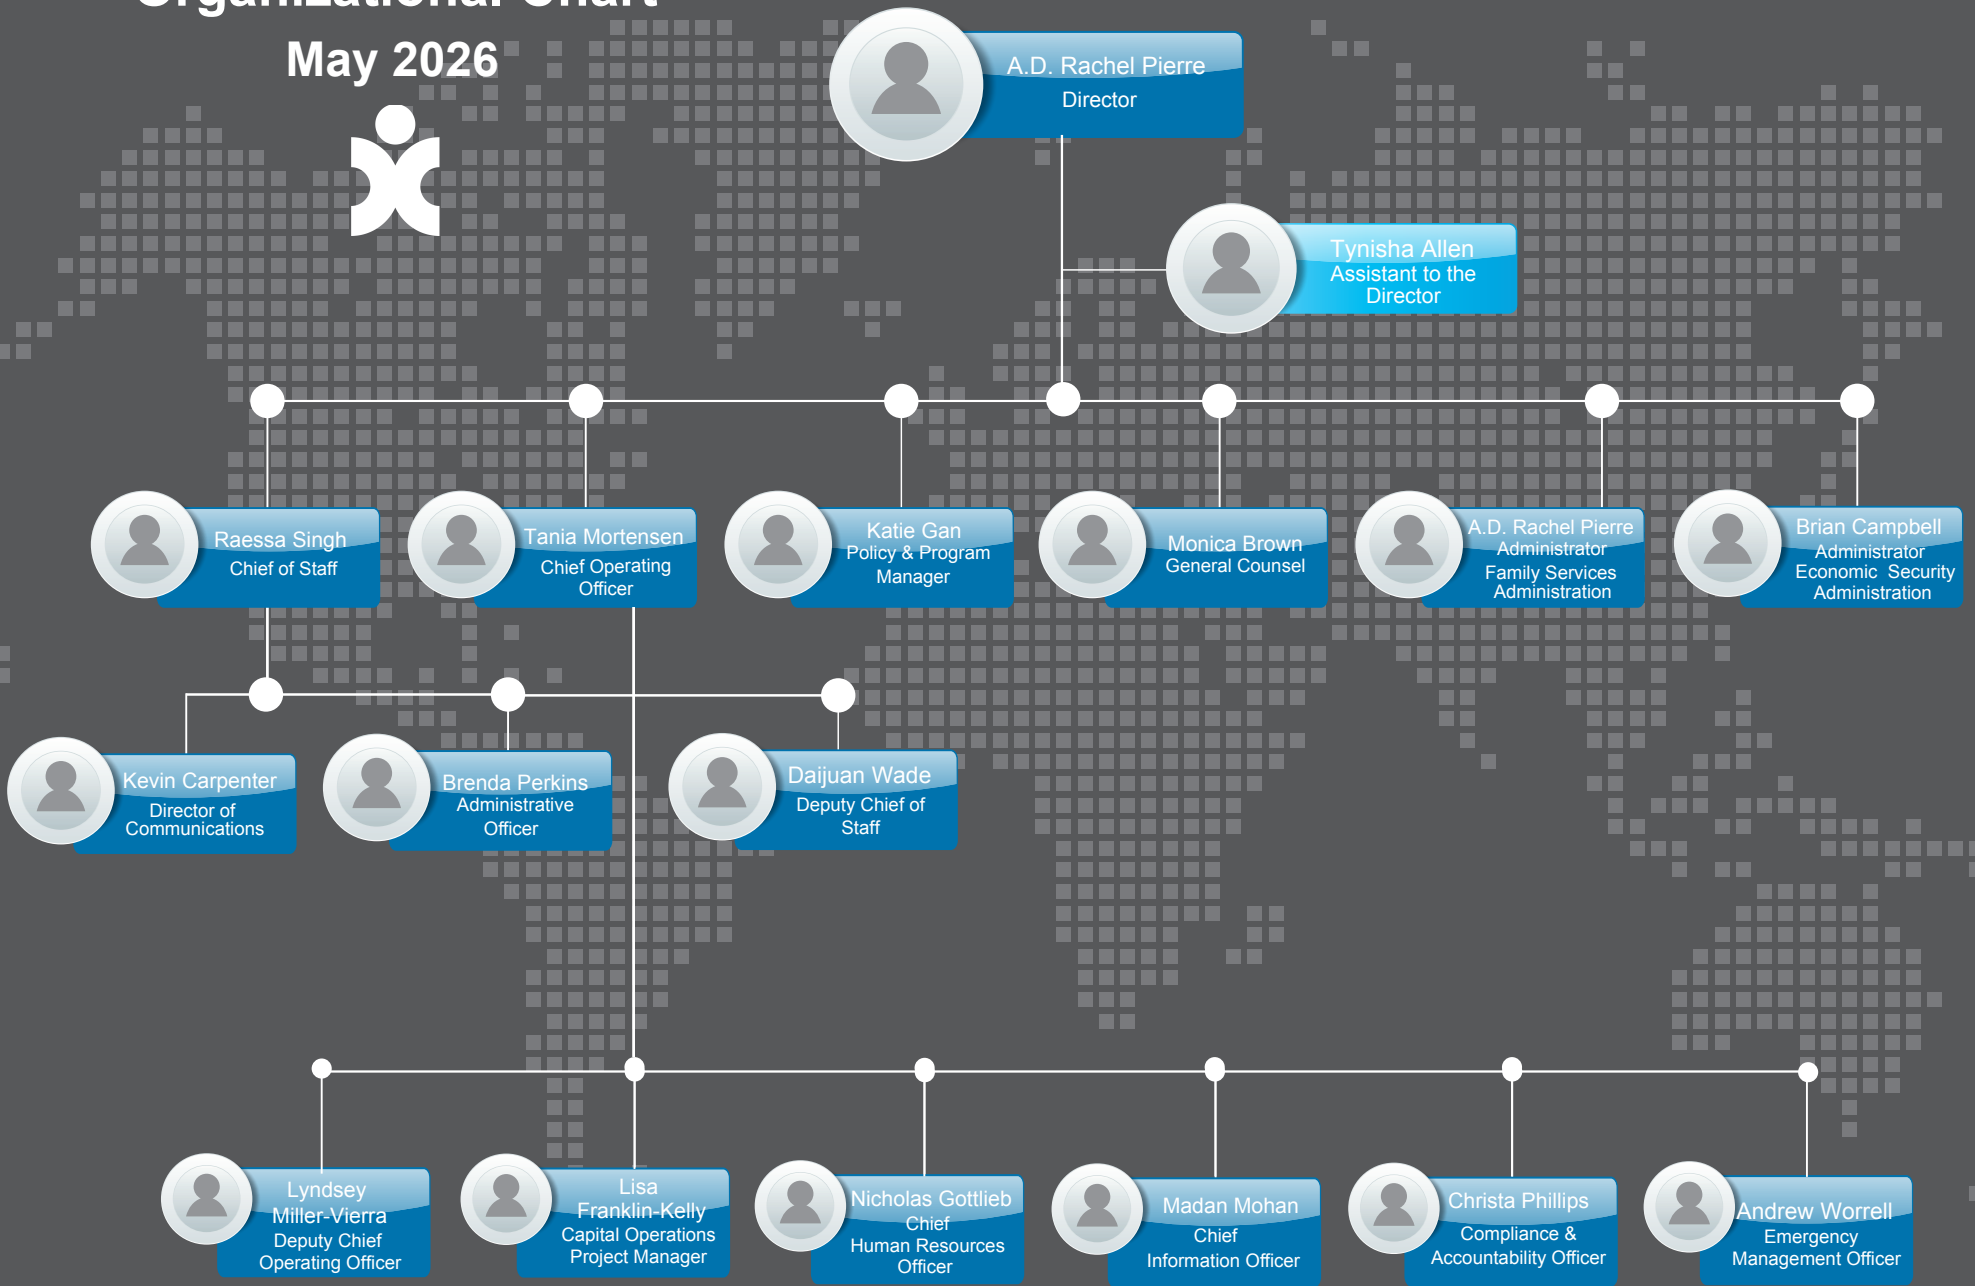 Organizational Chart
May 2026
A.D. Rachel Pierre
Director
Tynisha Allen
Assistant to the
Director
Raessa Singh
Chief of Staff
Tania Mortensen
Chief Operating
Officer
Katie Gan
Policy & Program
Manager
Monica Brown
General Counsel
A.D. Rachel Pierre
Administrator
Family Services
Administration
Brian Campbell
Administrator
Economic Security
Administration
Kevin Carpenter
Director of
Communications
Brenda Perkins
Administrative
Officer
Daijuan Wade
Deputy Chief of
Staff
Lyndsey
Miller-Vierra
Deputy Chief
Operating Officer
Lisa
Franklin-Kelly
Capital Operations
Project Manager
Nicholas Gottlieb
Chief
Human Resources
Officer
Madan Mohan
Chief
Information Officer
Christa Phillips
Compliance &
Accountability Officer
Andrew Worrell
Emergency
Management Officer